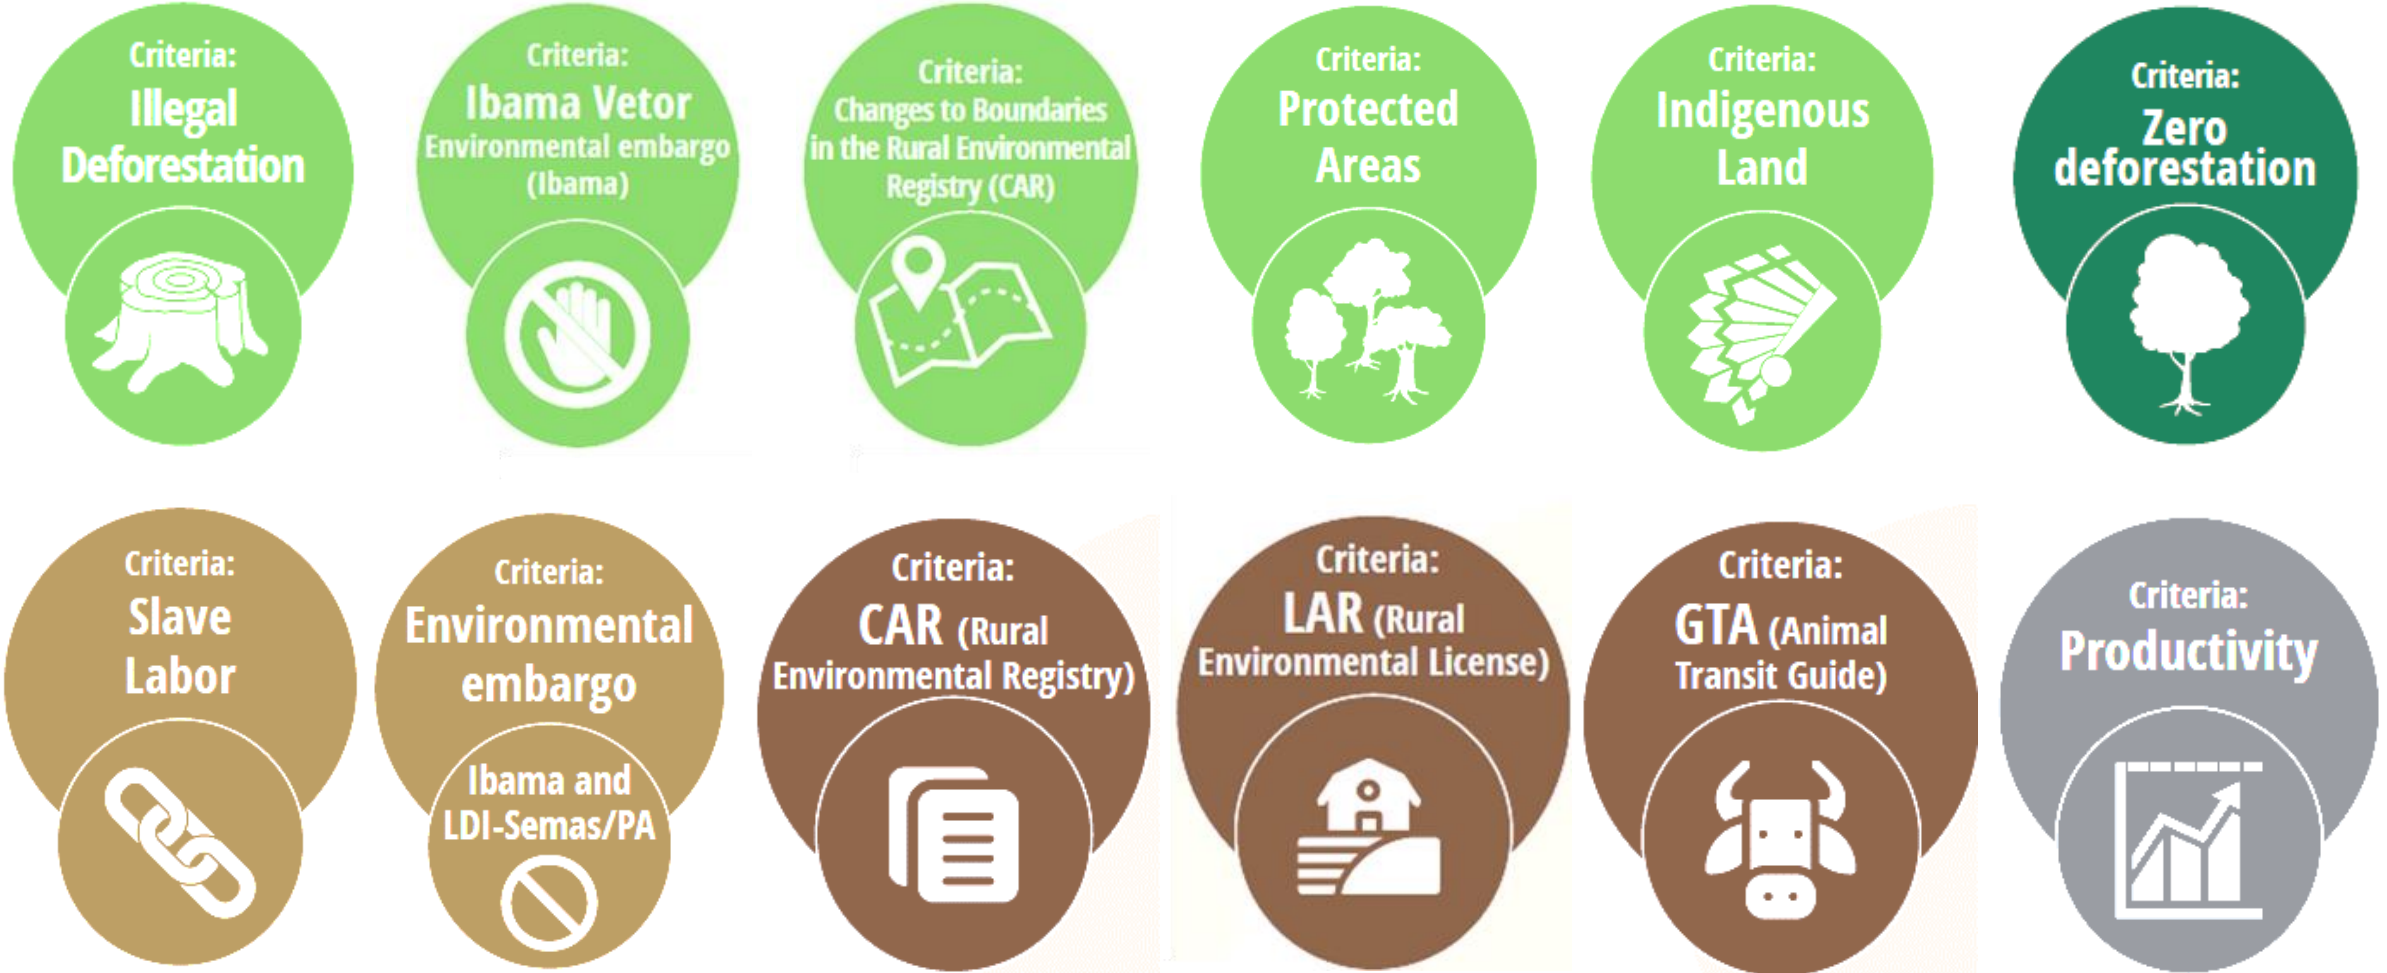 Criteria:
Illegal
Deforestation
Criteria:
Ibama Vetor
Environmental embargo
(Ibama)
Criteria:
Changes to Boundaries
in the Rural Environmental
Registry (CAR)
Criteria:
Protected
Areas
Criteria:
Indigenous
Land
Criteria:
Zero
deforestation
Criteria:
Slave
Labor
Criteria:
Environmental
embargo
Ibama and
LDI-Semas/PA
Criteria:
CAR (Rural
Environmental Registry)
Criteria:
LAR (Rural
Environmental License)
Criteria:
GTA (Animal
Transit Guide)
Criteria:
Productivity